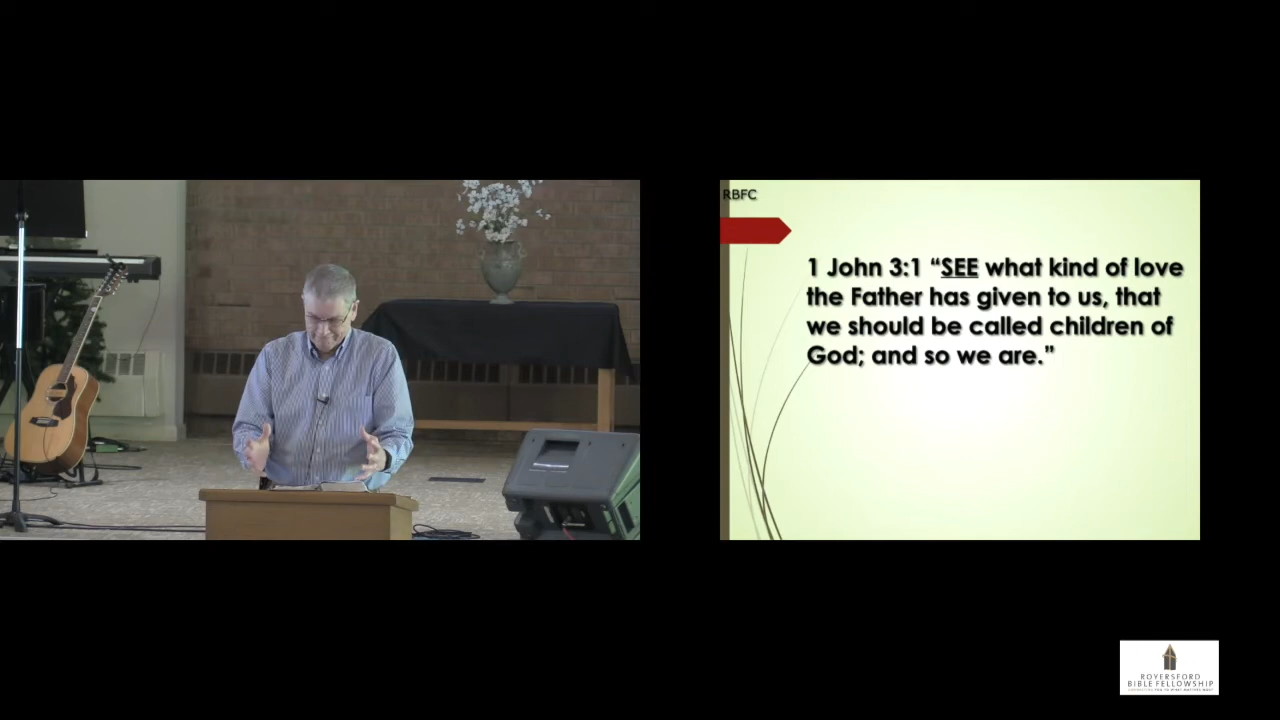 RBFC
1 John 3:1 “SEE what kind of love
the Father has given to us, that
we should be called children of
God; and so we are.”
ROYERSFORD
BIBLE FELLOWSHIP